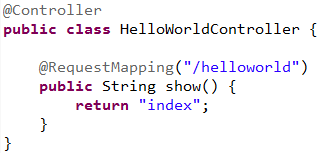 @Controller
public class HelloWorldController {
@RequestMapping("/helloworld")
public String show() {
return "index";
}
}